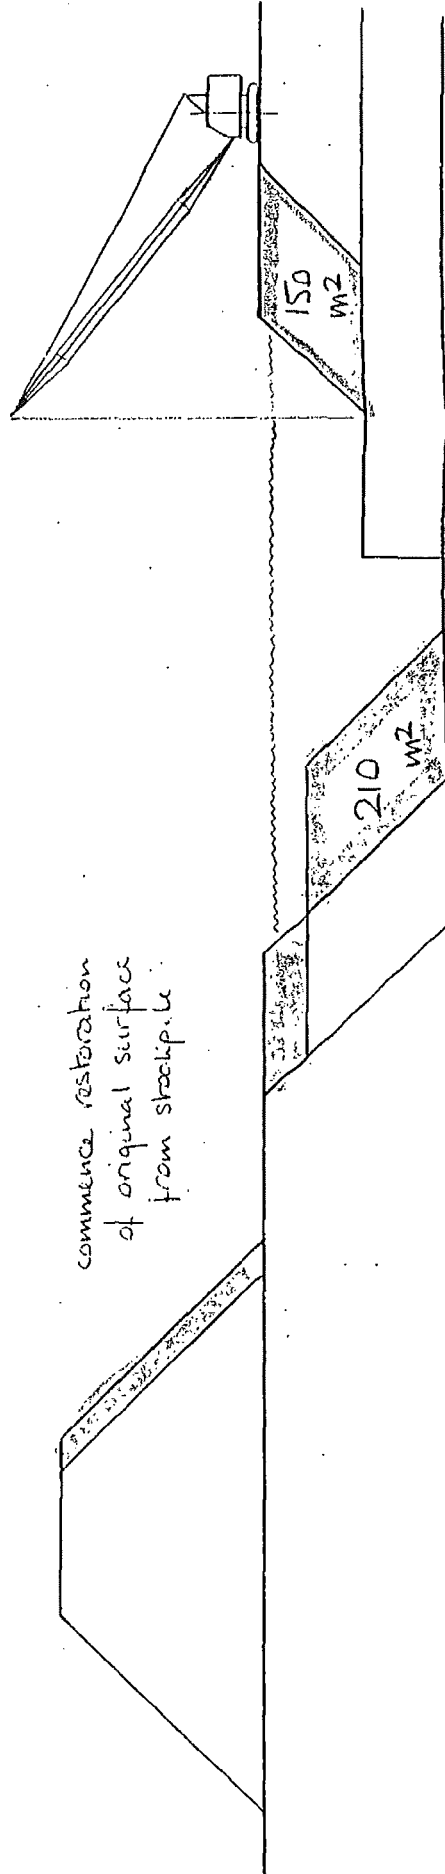 commence restoration
of original surface
from stockpile.
210
m²
150
m²